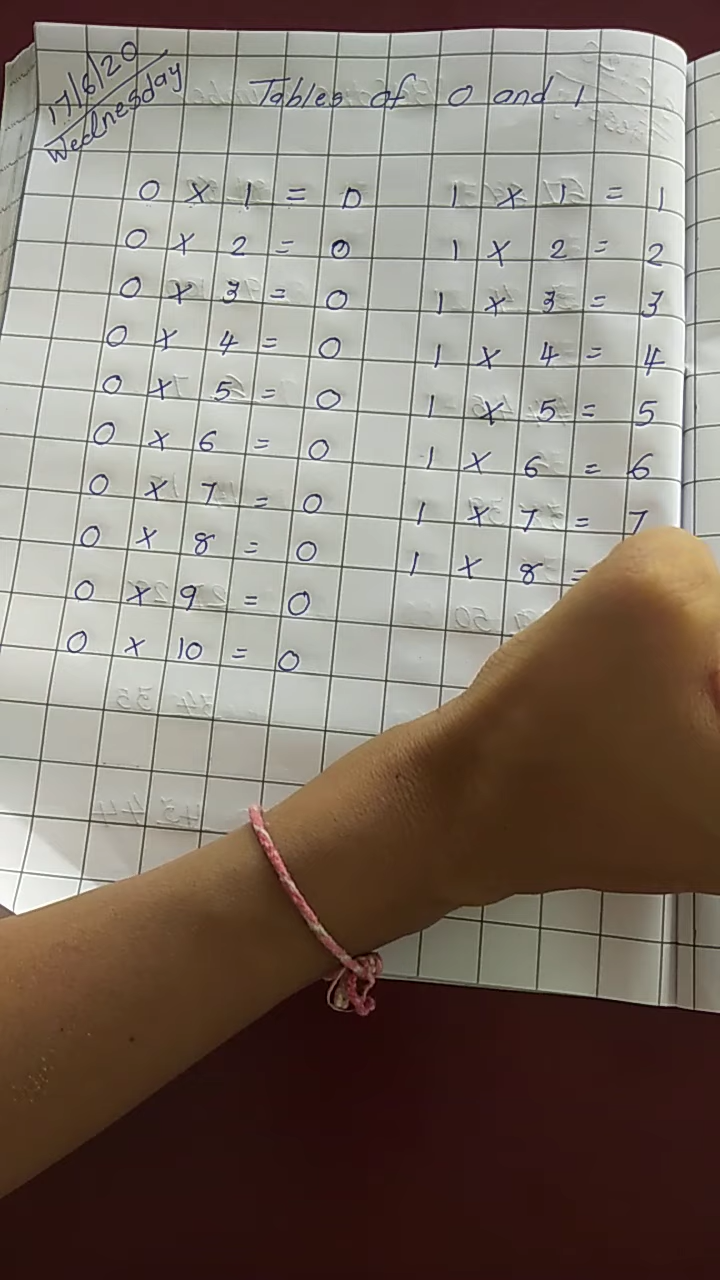 17/6/20
Wednesday
Tables of 0 and 1
0 x 1 = 0
0 x 2 = 0
0 x 3 = 0
0 x 4 = 0
0 x 5 = 0
0 x 6 = 0
0 x 7 = 0
0 x 8 = 0
0 x 9 = 0
0 x 10 = 0
1 x 1 = 1
1 x 2 = 2
1 x 3 = 3
1 x 4 = 4
1 x 5 = 5
1 x 6 = 6
1 x 7 = 7
1 x 8 =